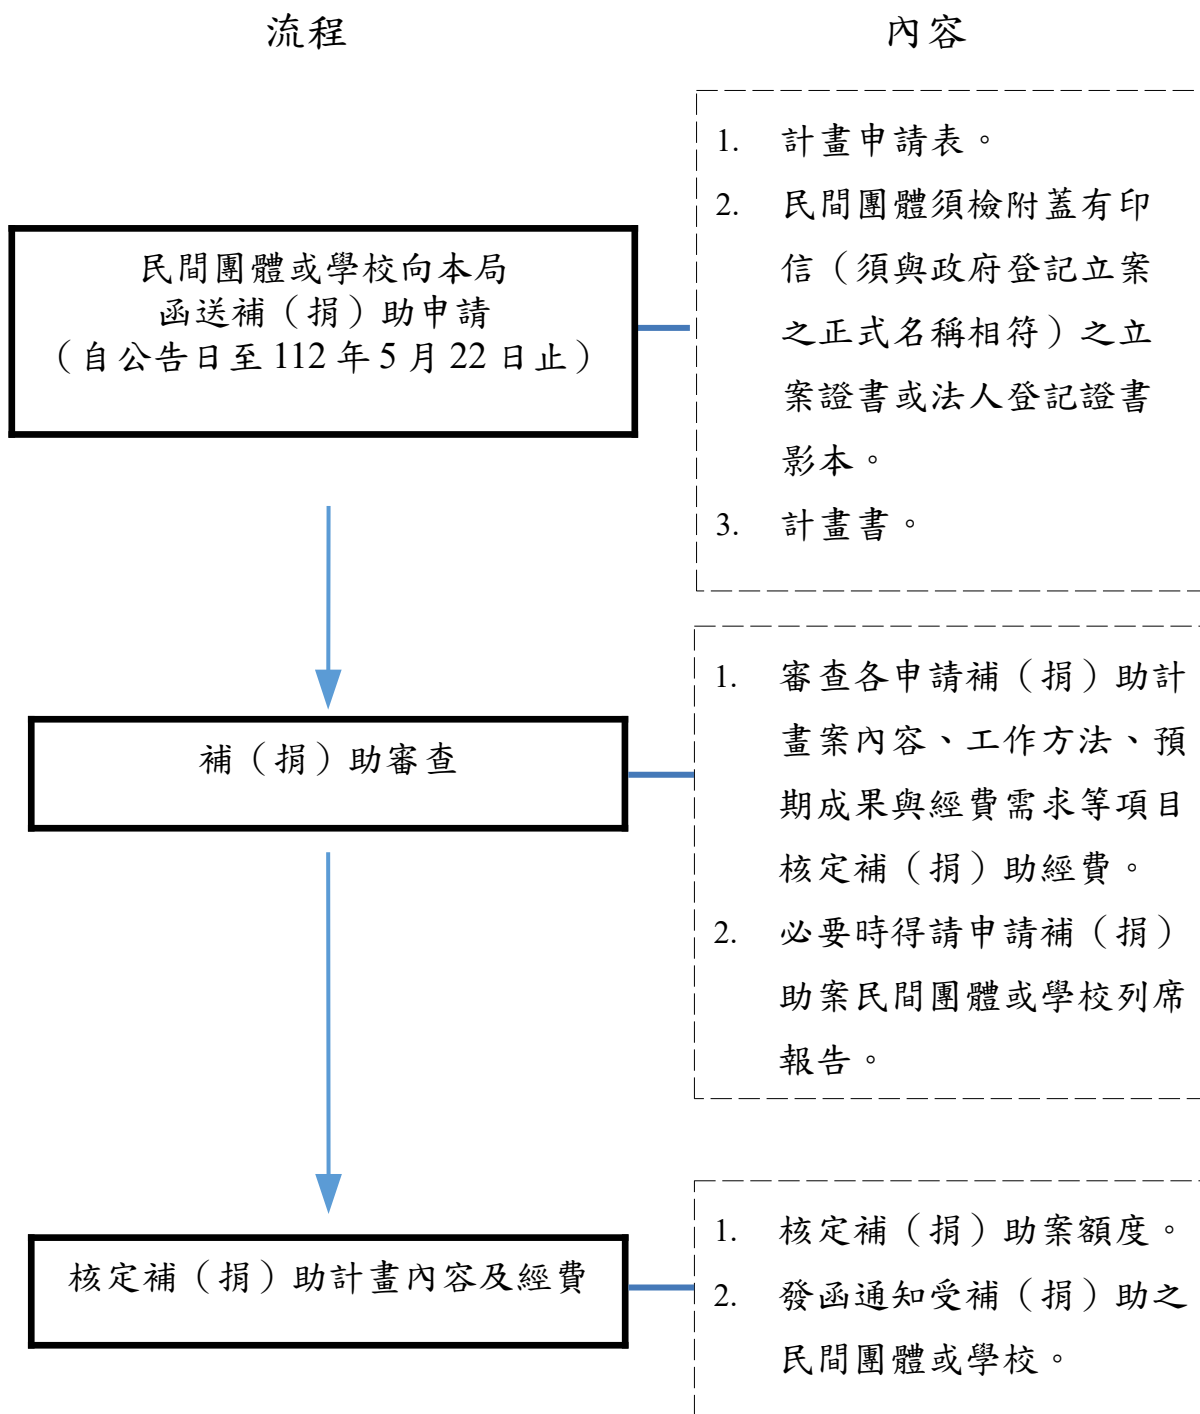 流程
內容
民間團體或學校向本局
函送補（捐）助申請
（自公告日至 112 年 5 月 22 日止）
1. 計畫申請表。
2. 民間團體須檢附蓋有印
信（須與政府登記立案
之正式名稱相符）之立
案證書或法人登記證書
影本。
3. 計畫書。
補（捐）助審查
1. 審查各申請補（捐）助計
畫案內容、工作方法、預
期成果與經費需求等項目
核定補（捐）助經費。
2. 必要時得請申請補（捐）
助案民間團體或學校列席
報告。
核定補（捐）助計畫內容及經費
1. 核定補（捐）助案額度。
2. 發函通知受補（捐）助之
民間團體或學校。